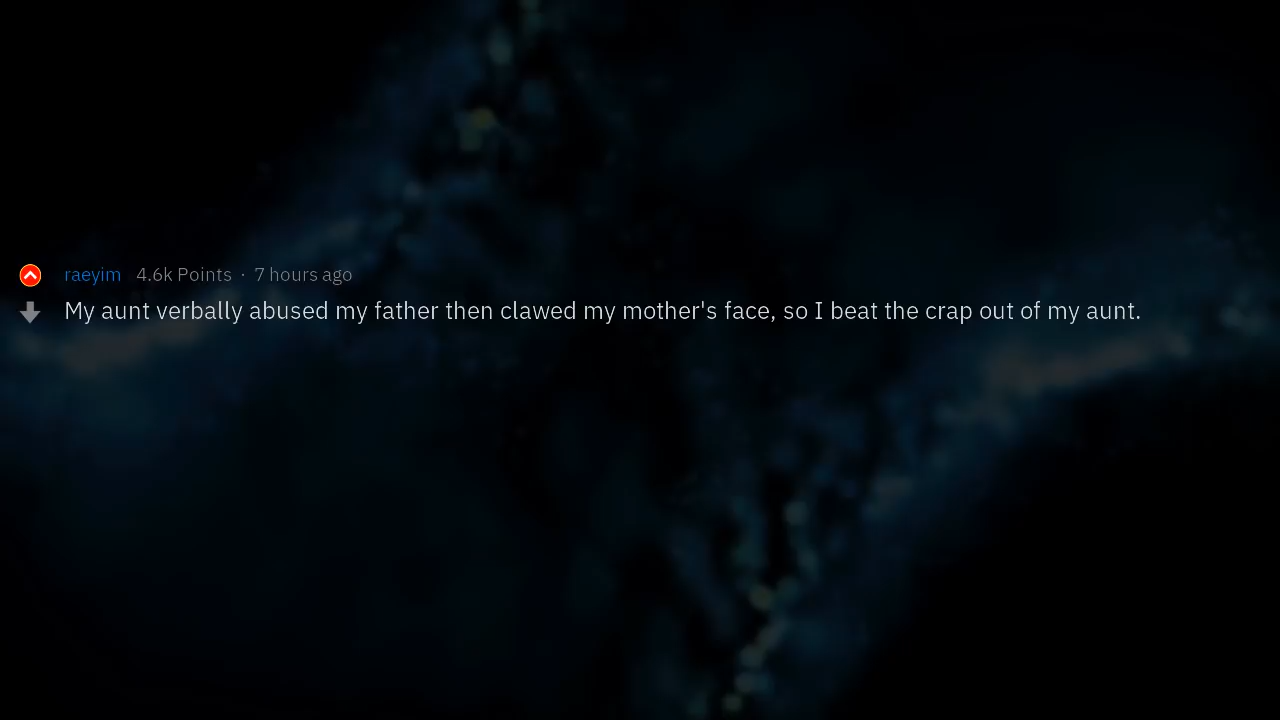 raeyim 4.6k Points · 7 hours ago
My aunt verbally abused my father then clawed my mother's face, so I beat the crap out of my aunt.